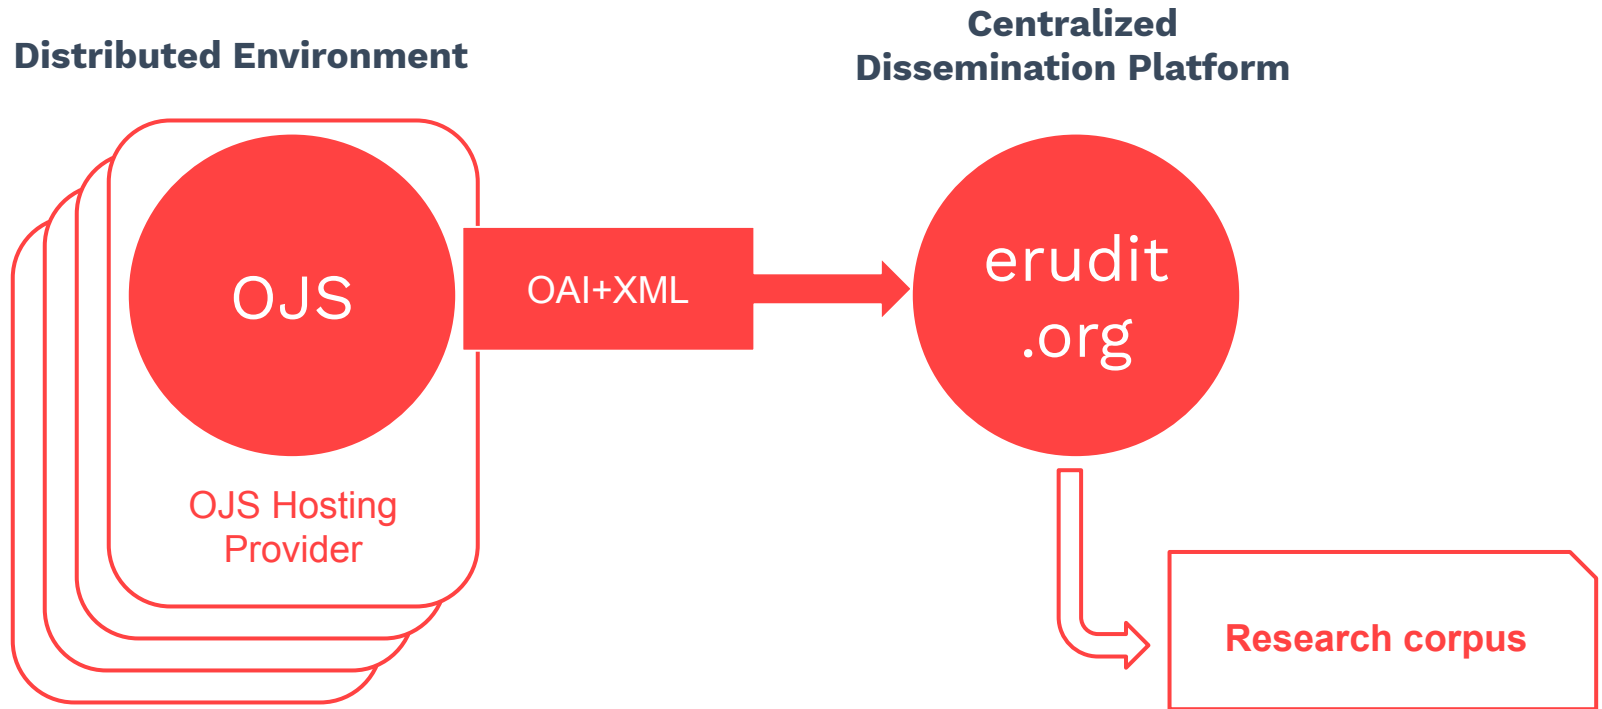 Distributed Environment
Centralized
Dissemination Platform
OJS
OJS Hosting
Provider
OAI+XML
erudit
.org
Research corpus